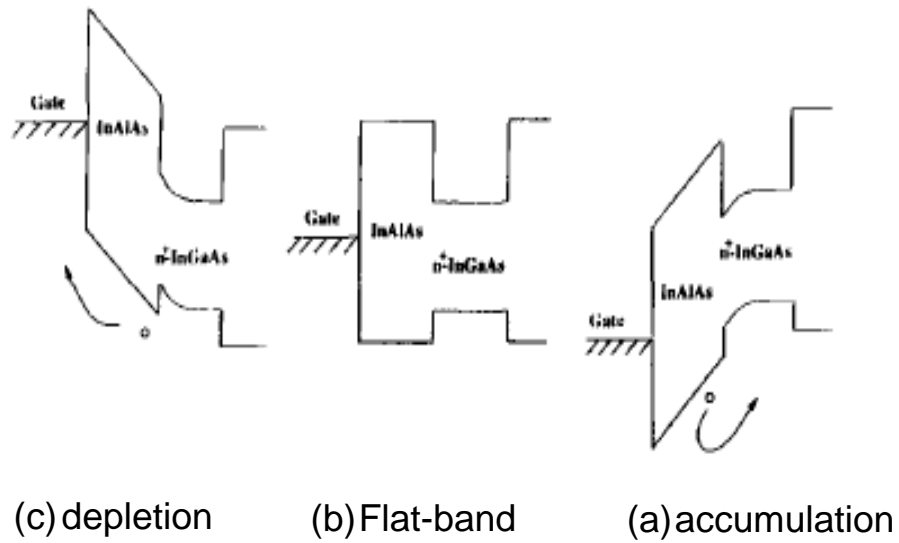 Gate
InAlAs
n⁺-InGaAs
Gate
InAlAs
n⁺-InGaAs
Gate
InAlAs
n⁺-InGaAs
(c) depletion
(b) Flat-band
(a) accumulation